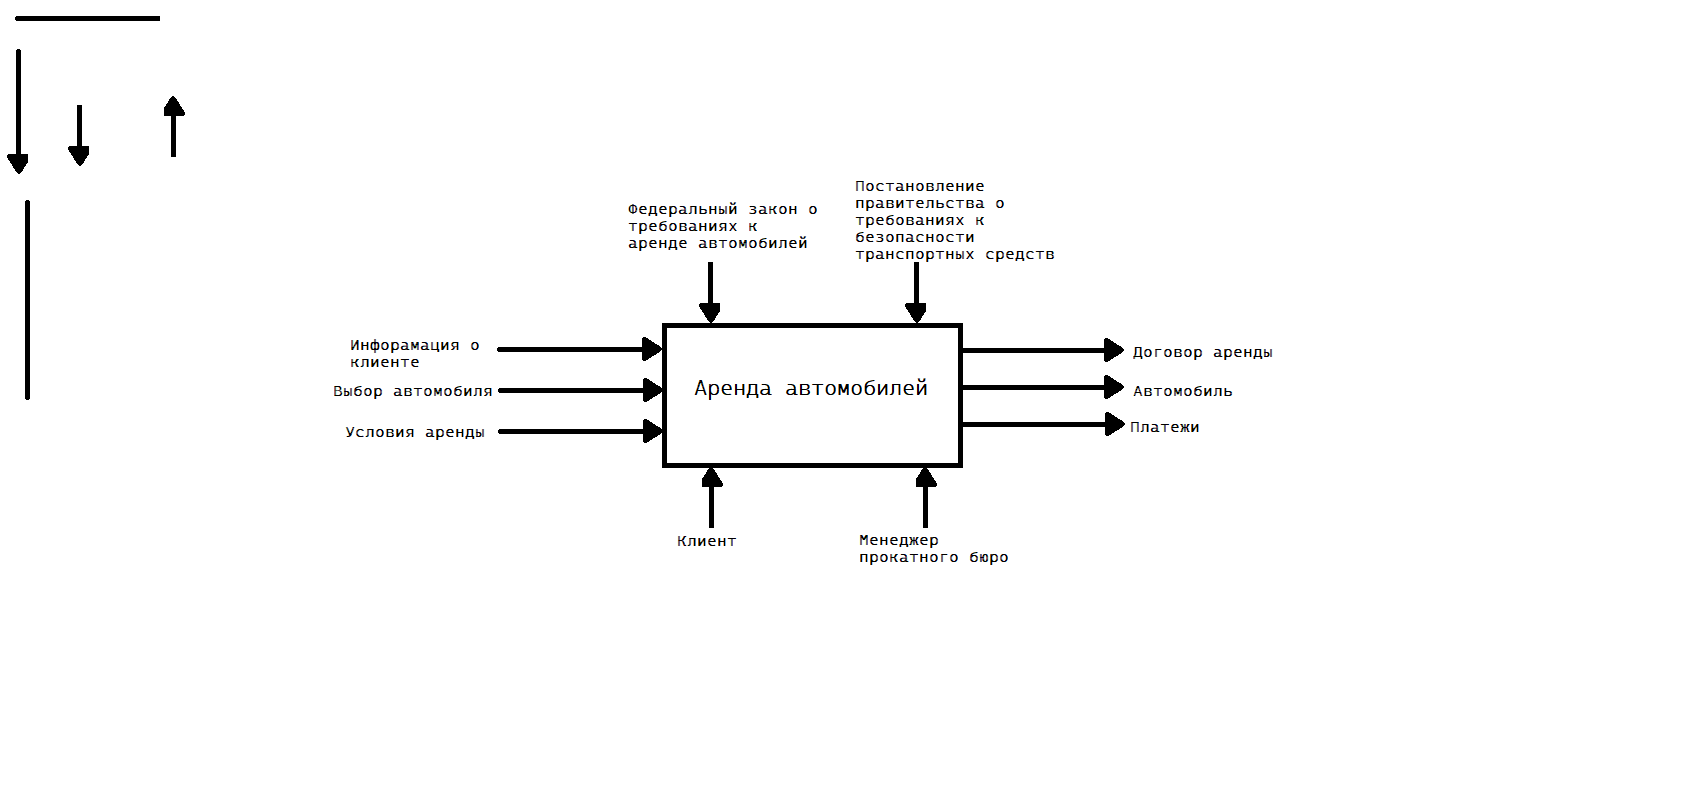 Постановление
правительства о
требованиях к
безопасности
транспортных средств
Федеральный закон о
требованиях к
аренде автомобилей
Инфорамация о
клиенте
Выбор автомобиля
Условия аренды
Аренда автомобилей
Договор аренды
Автомобиль
Платежи
Клиент
Менеджер
прокатного бюро